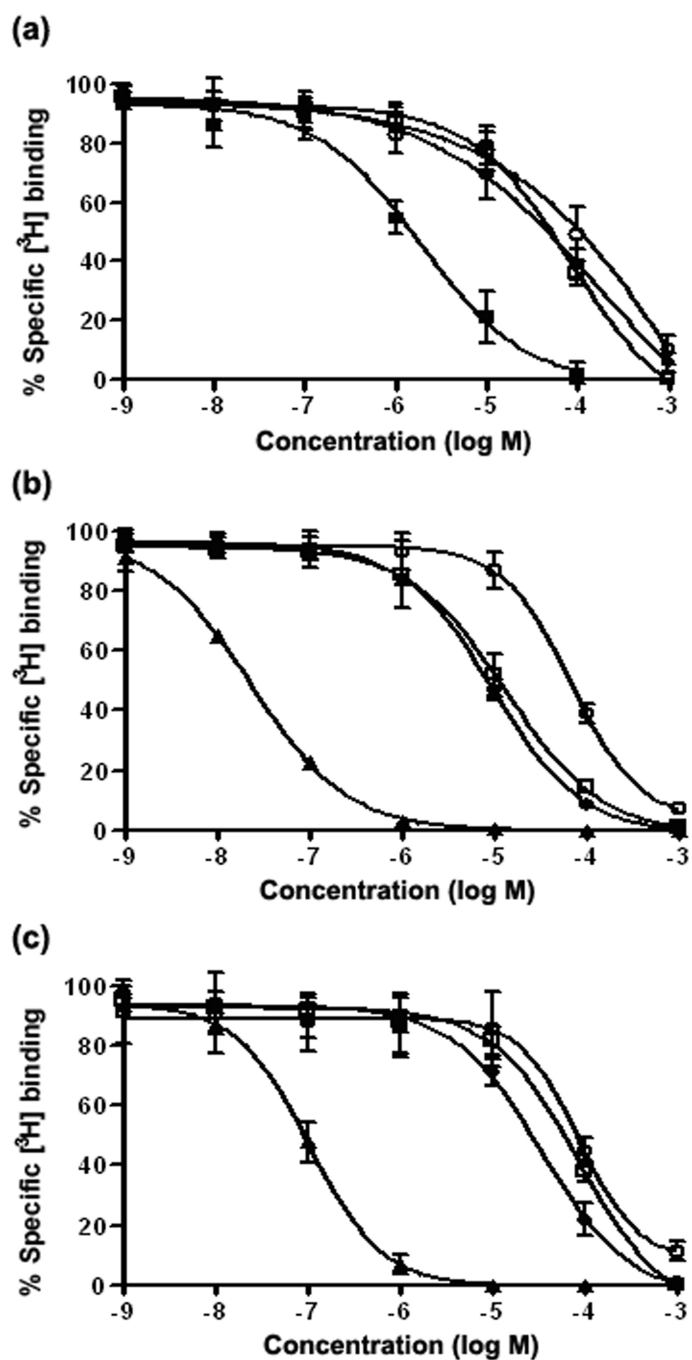 (a)
% Specific [³H] binding
100
80
60
40
20
0
-9 -8 -7 -6 -5 -4 -3
Concentration (log M)
(b)
% Specific [³H] binding
100
80
60
40
20
0
-9 -8 -7 -6 -5 -4 -3
Concentration (log M)
(c)
% Specific [³H] binding
100
80
60
40
20
0
-9 -8 -7 -6 -5 -4 -3
Concentration (log M)